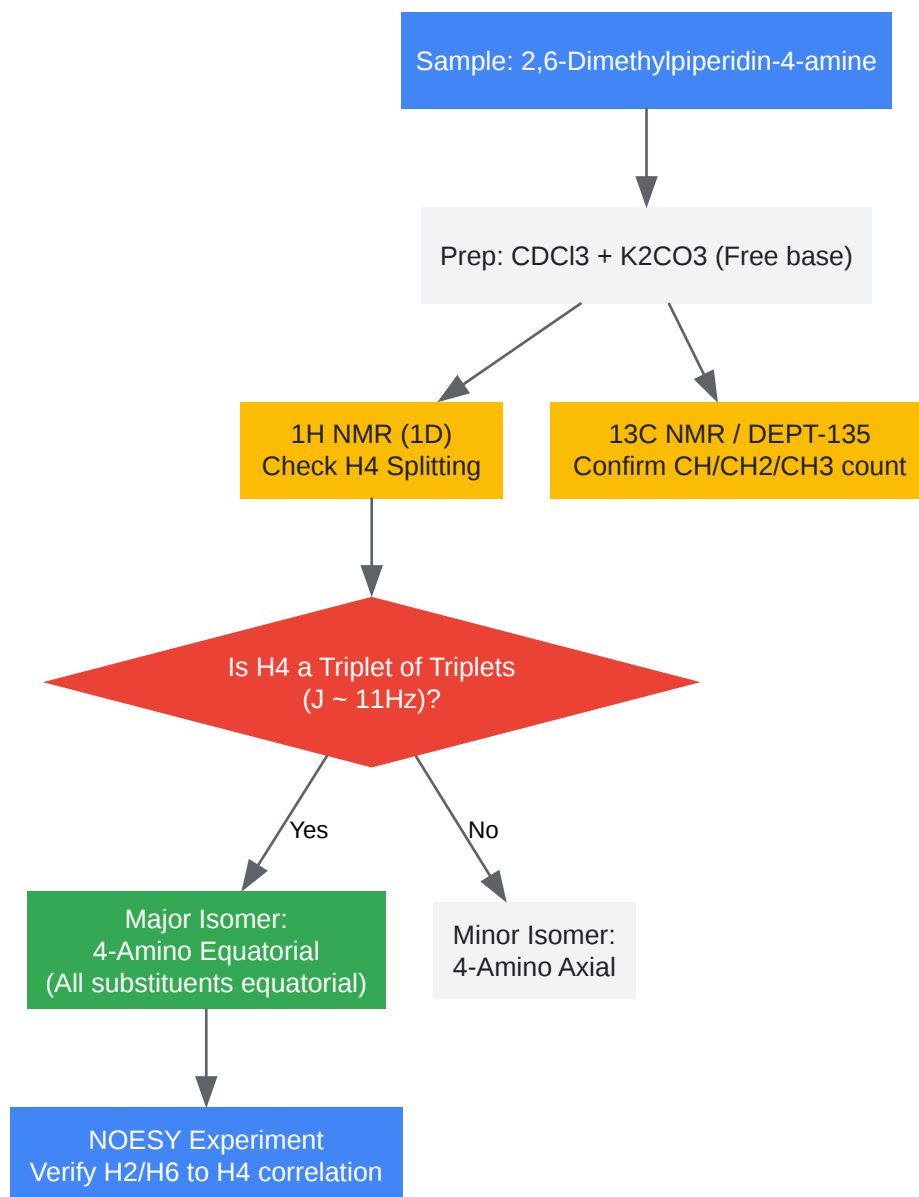 Sample: 2,6-Dimethylpiperidin-4-amine
Prep: CDCl3 + K2CO3 (Free base)
1H NMR (1D)
Check H4 Splitting
13C NMR / DEPT-135
Confirm CH/CH2/CH3 count
Is H4 a Triplet of Triplets
(J ~ 11Hz)?
Yes
No
Major Isomer:
4-Amino Equatorial
(All substituents equatorial)
Minor Isomer:
4-Amino Axial
NOESY Experiment
Verify H2/H6 to H4 correlation